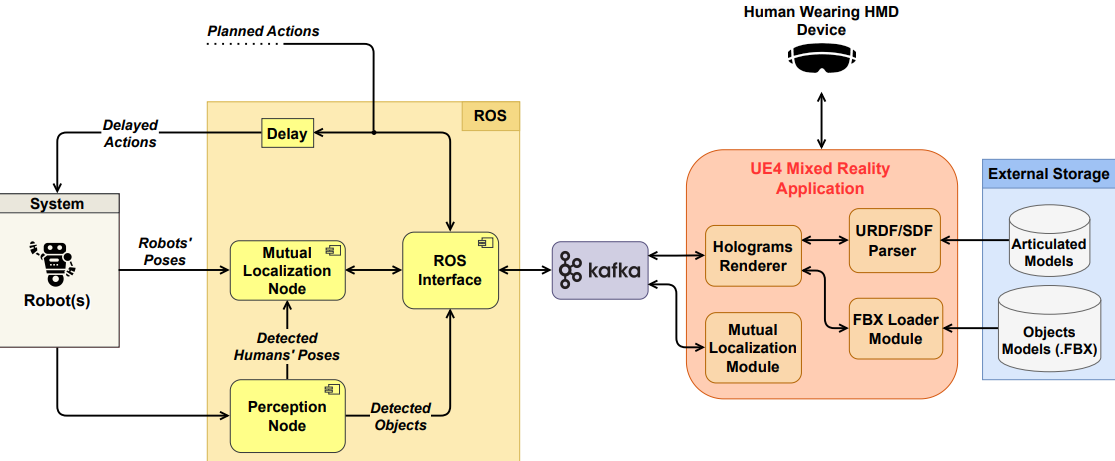 Planned Actions
Human Wearing HMD
Device
ROS
Delayed
Actions
Delay
UE4 Mixed Reality
Application
External Storage
System
Robot(s)
Robots'
Poses
Mutual
Localization
Node
ROS
Interface
kafka
Holograms
Renderer
URDF/SDF
Parser
Articulated
Models
Detected
Humans' Poses
Mutual
Localization
Module
FBX Loader
Module
Objects
Models (.FBX)
Perception
Node
Detected
Objects